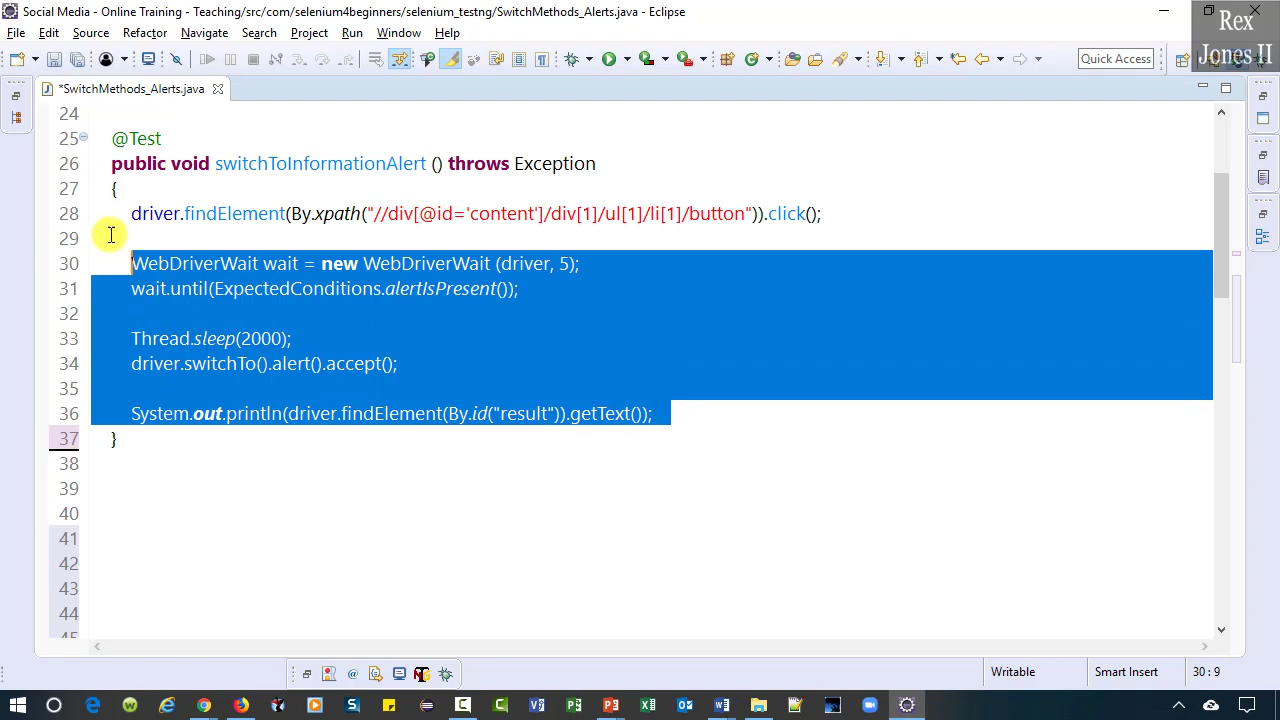 Social Media - Online Training - Teaching/src/com/selenium4beginners/selenium_testng/SwitchMethods_Alerts.java - Eclipse
Rex
Jones II
File Edit Source Refactor Navigate Search Project Run Window Help
Quick Access
*SwitchMethods_Alerts.java
24
25 @Test
26 public void switchToInformationAlert () throws Exception
27 {
28 driver.findElement(By.xpath("//div[@id='content']/div[1]/ul[1]/li[1]/button")).click();
29
30 WebDriverWait wait = new WebDriverWait (driver, 5);
31 wait.until(ExpectedConditions.alertIsPresent());
32
33 Thread.sleep(2000);
34 driver.switchTo().alert().accept();
35
36 System.out.println(driver.findElement(By.id("result")).getText());
37 }
38
39
40
41
42
43
44
45
Writable Smart Insert 30 : 9